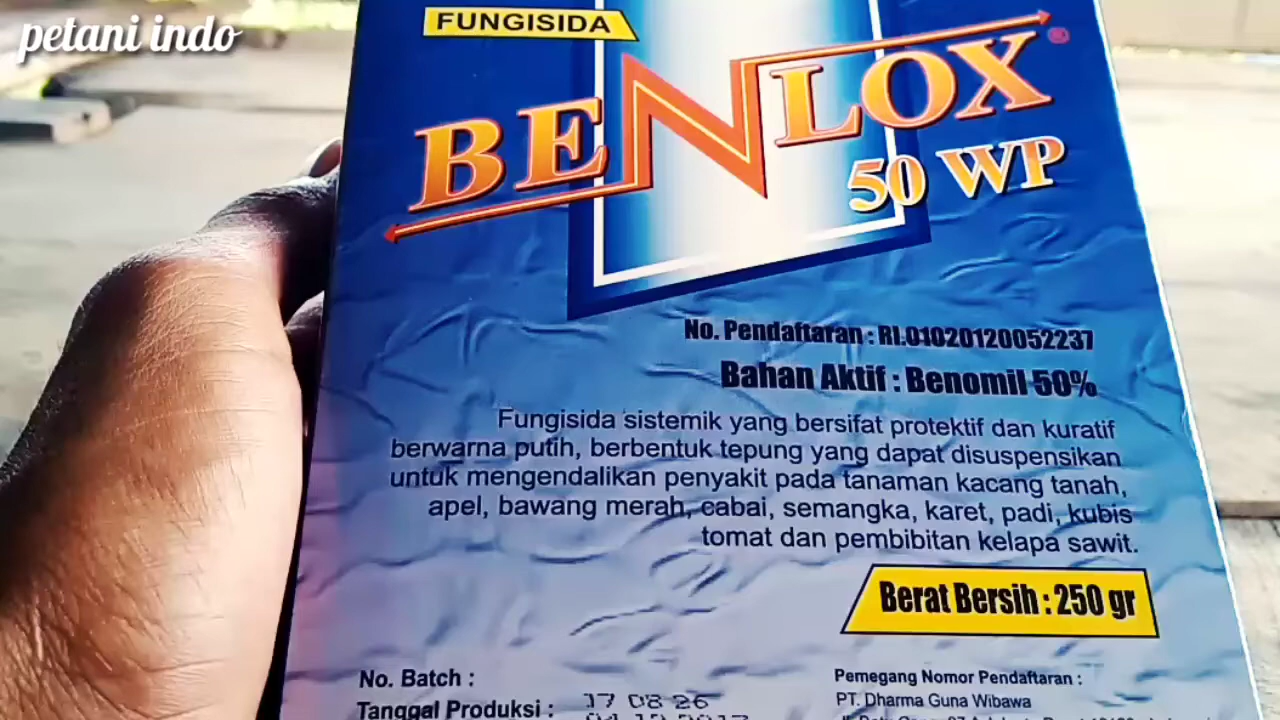 petani indo
FUNGISIDA
BENLOX®
50 WP
No. Pendaftaran : RI.01020120052237
Bahan Aktif : Benomil 50%
Fungisida sistemik yang bersifat protektif dan kuratif
berwarna putih, berbentuk tepung yang dapat disuspensikan
untuk mengendalikan penyakit pada tanaman kacang tanah,
apel, bawang merah, cabai, semangka, karet, padi, kubis
tomat dan pembibitan kelapa sawit.
Berat Bersih : 250 gr
No. Batch : 17 08 26
Tanggal Produksi :
Pemegang Nomor Pendaftaran :
PT. Dharma Guna Wibawa